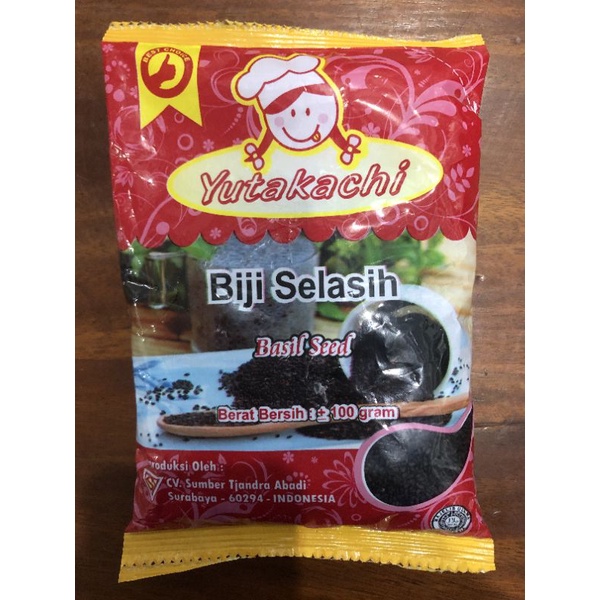 BEST CHOICE
Yutakachi
Biji Selasih
Basil Seed
Berat Bersih : ± 100 gram
roduksi Oleh :
CV. Sumber Tjandra Abadi
Surabaya - 60294 - INDONESIA